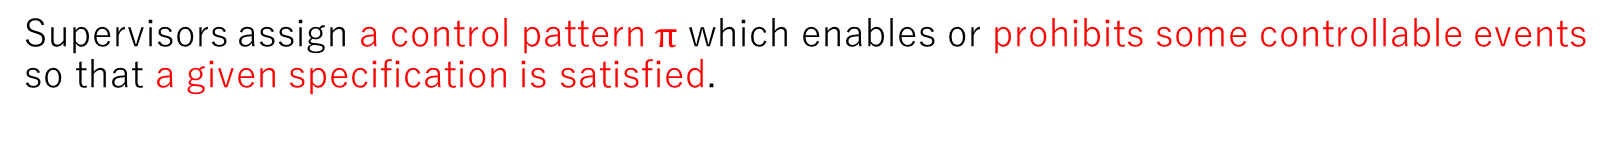 Supervisors assign a control pattern π which enables or prohibits some controllable events
so that a given specification is satisfied.